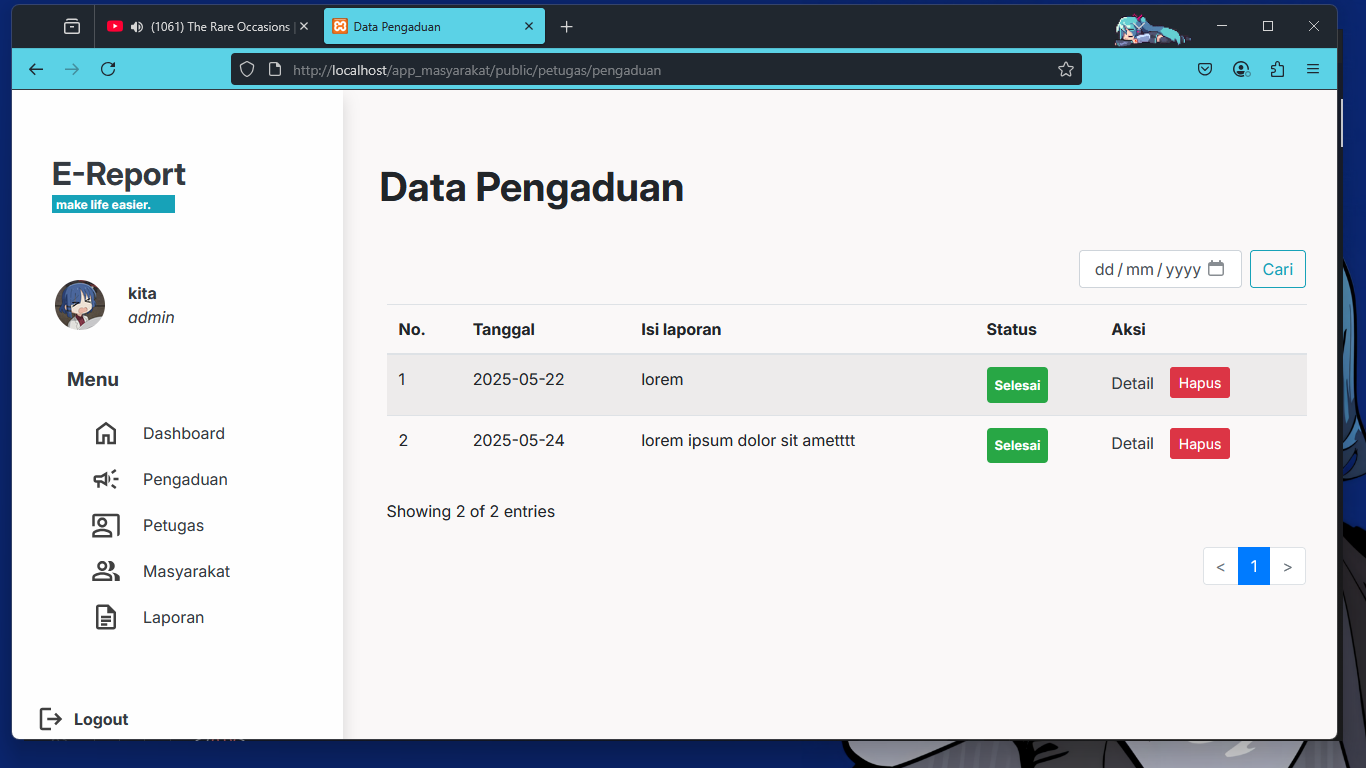 (1061) The Rare Occasions
Data Pengaduan
http://localhost/app_masyarakat/public/petugas/pengaduan
E-Report
make life easier.
kita
admin
Menu
Dashboard
Pengaduan
Petugas
Masyarakat
Laporan
Logout
Data Pengaduan
dd/mm/yyyy Cari
No. Tanggal Isi laporan Status Aksi
1 2025-05-22 lorem Selesai Detail Hapus
2 2025-05-24 lorem ipsum dolor sit ametttt Selesai Detail Hapus
Showing 2 of 2 entries
< 1 >